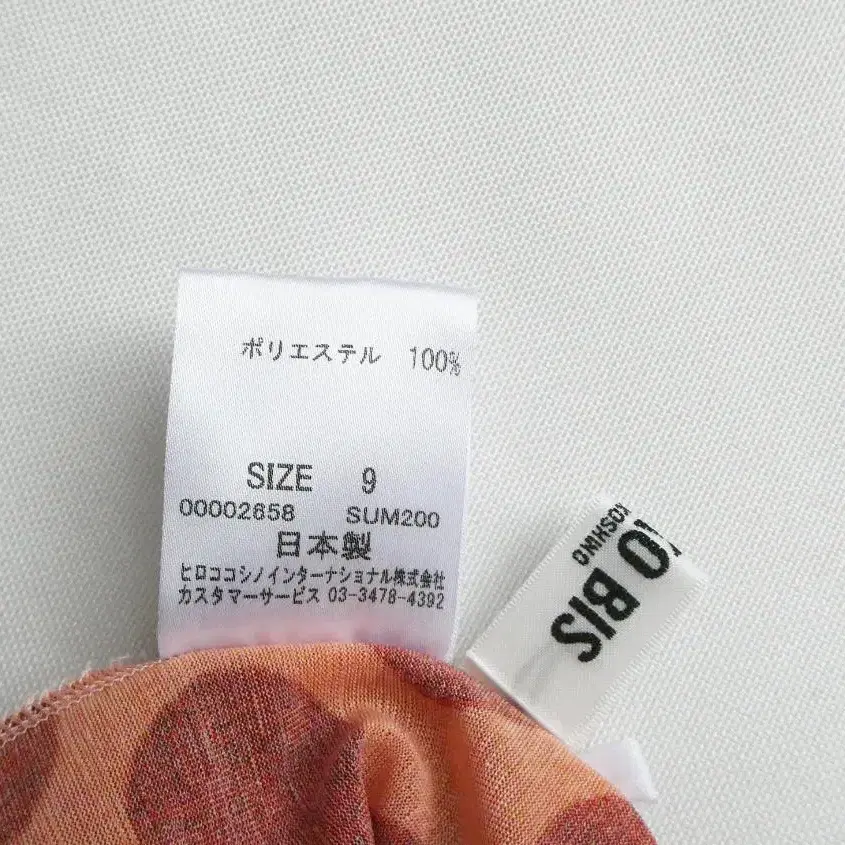 ポリエステル 100%
SIZE 9
00002658 SUM200
日本製
ヒロココシノインターナショナル株式会社
カスタマーサービス 03-3478-4392
KOSHINO
IO BIS